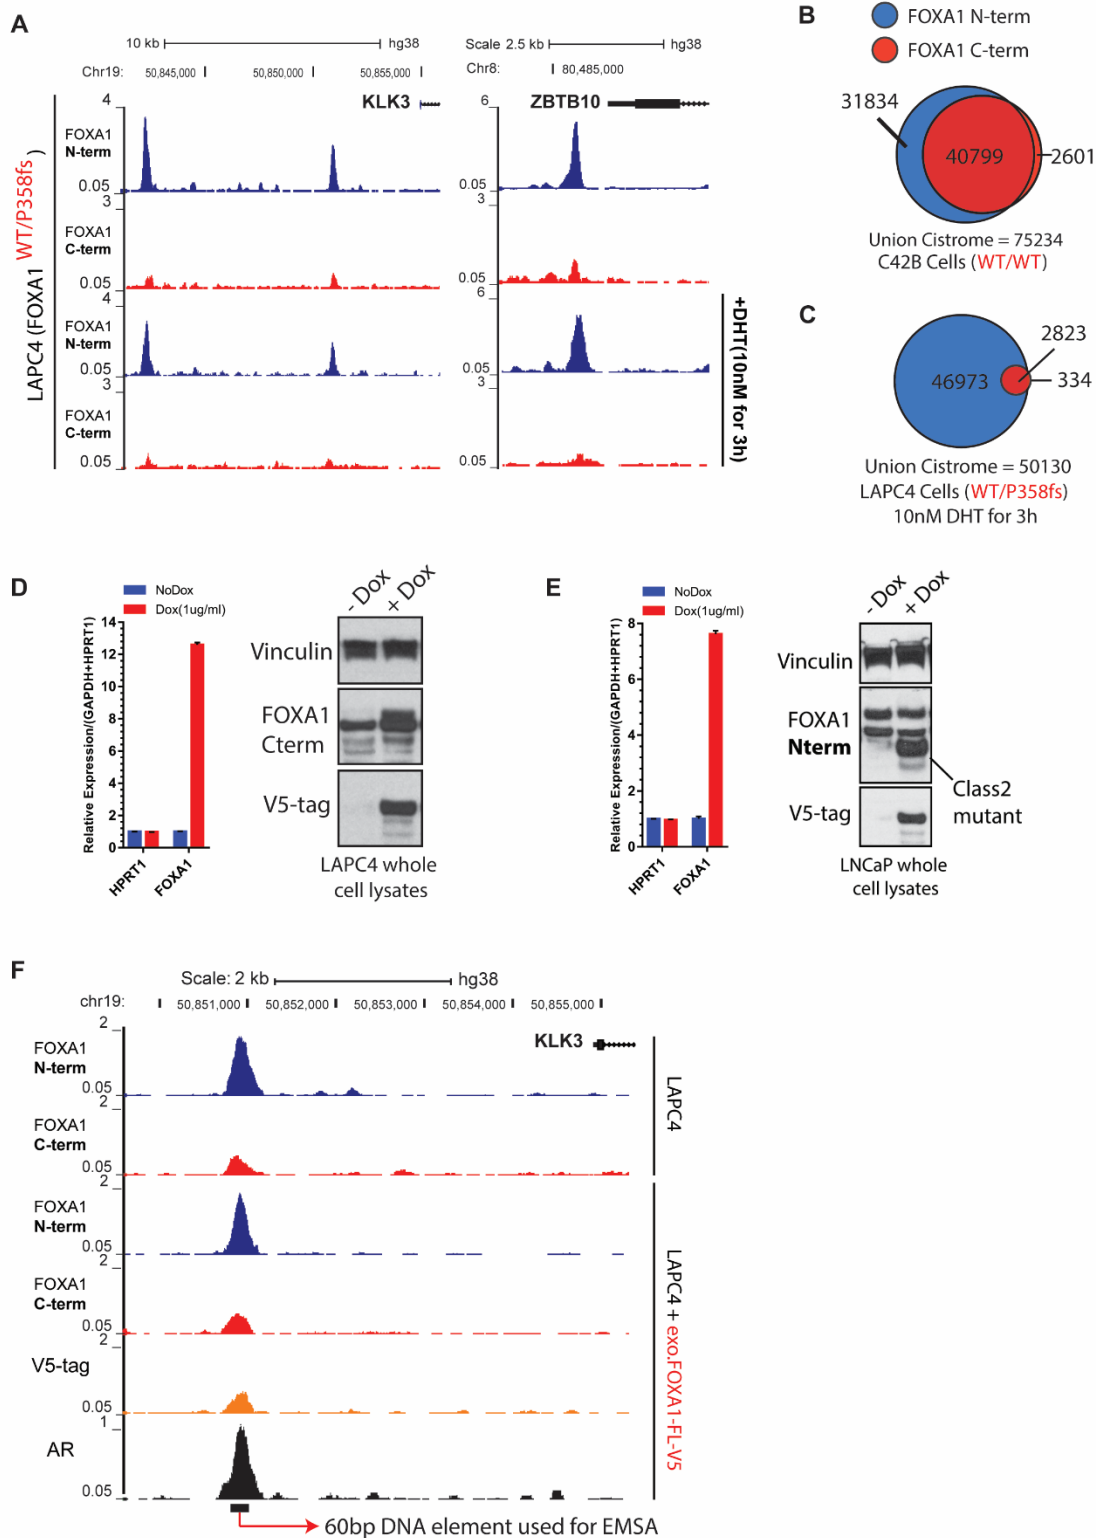 A
10 kb
hg38
Scale 2.5 kb
hg38
Chr19:
50,845,000
50,850,000
50,855,000
Chr8:
80,485,000
LAPC4 (FOXA1 WT/P358fs)
KLK3
ZBTB10
4
FOXA1
N-term
0.05
3
FOXA1
C-term
0.05
4
FOXA1
N-term
0.05
3
FOXA1
C-term
0.05
6
0.05
3
0.05
6
0.05
3
0.05
+DHT(10nM for 3h)
B
FOXA1 N-term
FOXA1 C-term
31834
40799
2601
Union Cistrome = 75234
C42B Cells (WT/WT)
C
2823
46973
334
Union Cistrome = 50130
LAPC4 Cells (WT/P358fs)
10nM DHT for 3h
D
NoDox
Dox(1ug/ml)
Relative Expression/(GAPDH+HPRT1)
14
12
10
8
6
4
2
0
HPRT1
FOXA1
- Dox
+ Dox
Vinculin
FOXA1
Cterm
V5-tag
LAPC4 whole
cell lysates
E
NoDox
Dox(1ug/ml)
Relative Expression/(GAPDH+HPRT1)
8
6
4
2
0
HPRT1
FOXA1
- Dox
+ Dox
Vinculin
FOXA1
Nterm
V5-tag
Class2
mutant
LNCaP whole
cell lysates
F
Scale: 2 kb
hg38
chr19:
50,851,000
50,852,000
50,853,000
50,854,000
50,855,000
KLK3
2
FOXA1
N-term
0.05
2
FOXA1
C-term
0.05
2
FOXA1
N-term
0.05
2
FOXA1
C-term
0.05
2
V5-tag
0.05
1
AR
0.05
LAPC4
LAPC4 + exo.FOXA1-FL-V5
60bp DNA element used for EMSA